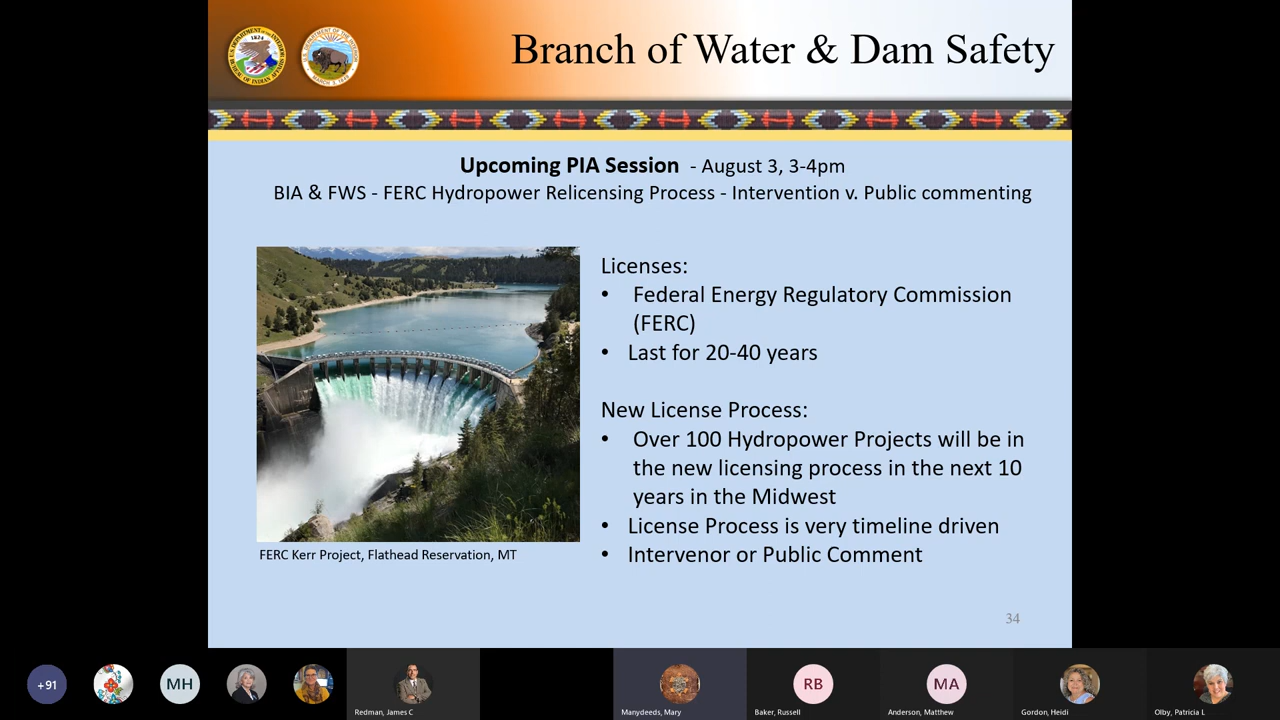 Branch of Water & Dam Safety
Upcoming PIA Session - August 3, 3-4pm
BIA & FWS - FERC Hydropower Relicensing Process - Intervention v. Public commenting
Licenses:
• Federal Energy Regulatory Commission
(FERC)
• Last for 20-40 years
New License Process:
• Over 100 Hydropower Projects will be in
the new licensing process in the next 10
years in the Midwest
• License Process is very timeline driven
• Intervenor or Public Comment
FERC Kerr Project, Flathead Reservation, MT
34
+91
MH
RB
MA
Redman, James C
Manydeeds, Mary
Baker, Russell
Anderson, Matthew
Gordon, Heidi
Olby, Patricia L